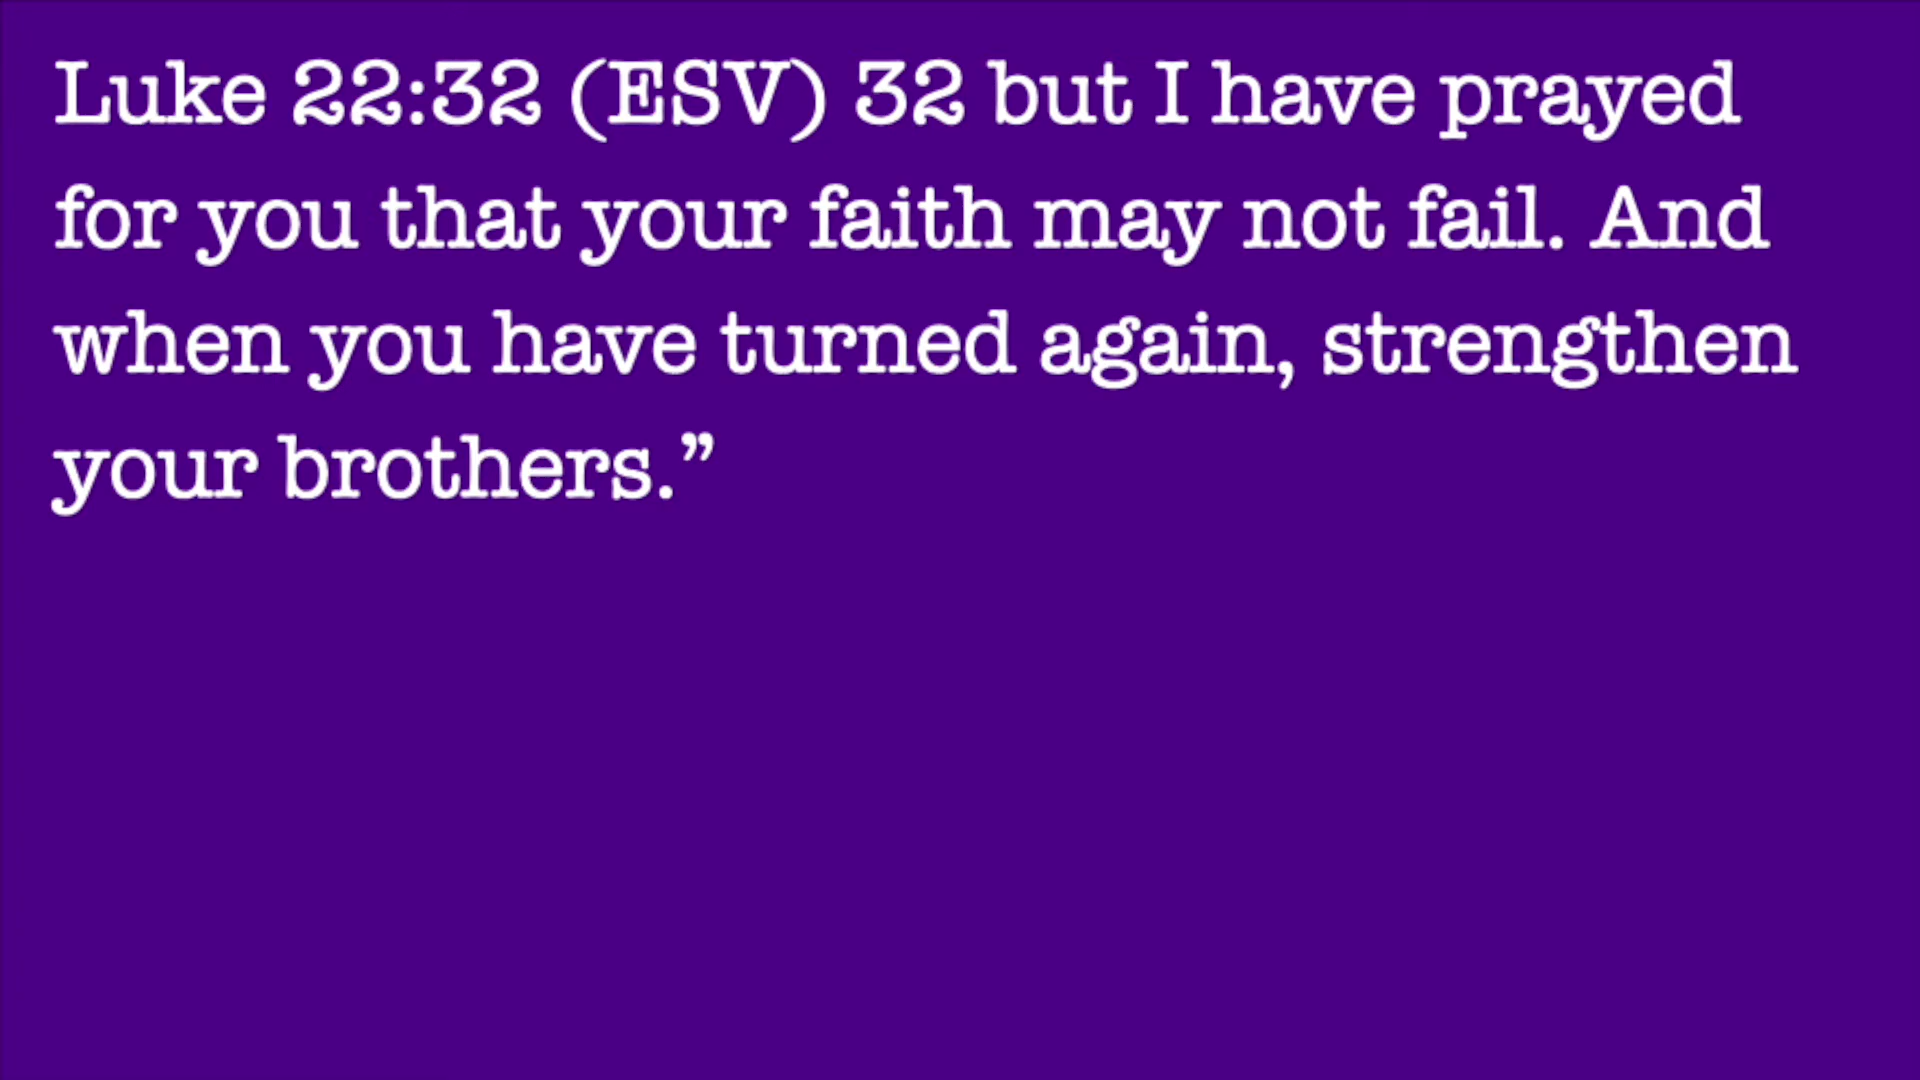 Luke 22:32 (ESV) 32 but I have prayed
for you that your faith may not fail. And
when you have turned again, strengthen
your brothers.”